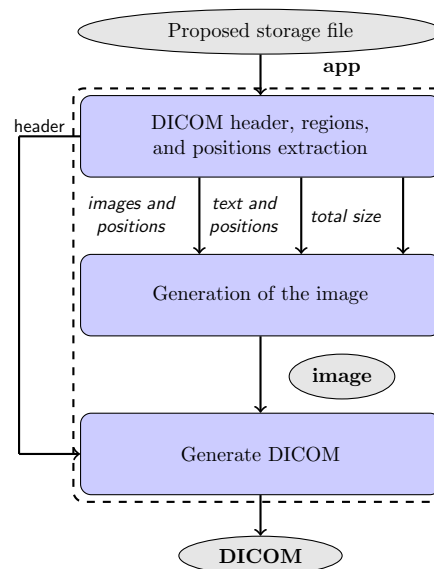 Proposed storage file
app
header
DICOM header, regions,
and positions extraction
images and
positions
text and
positions
total size
Generation of the image
image
Generate DICOM
DICOM